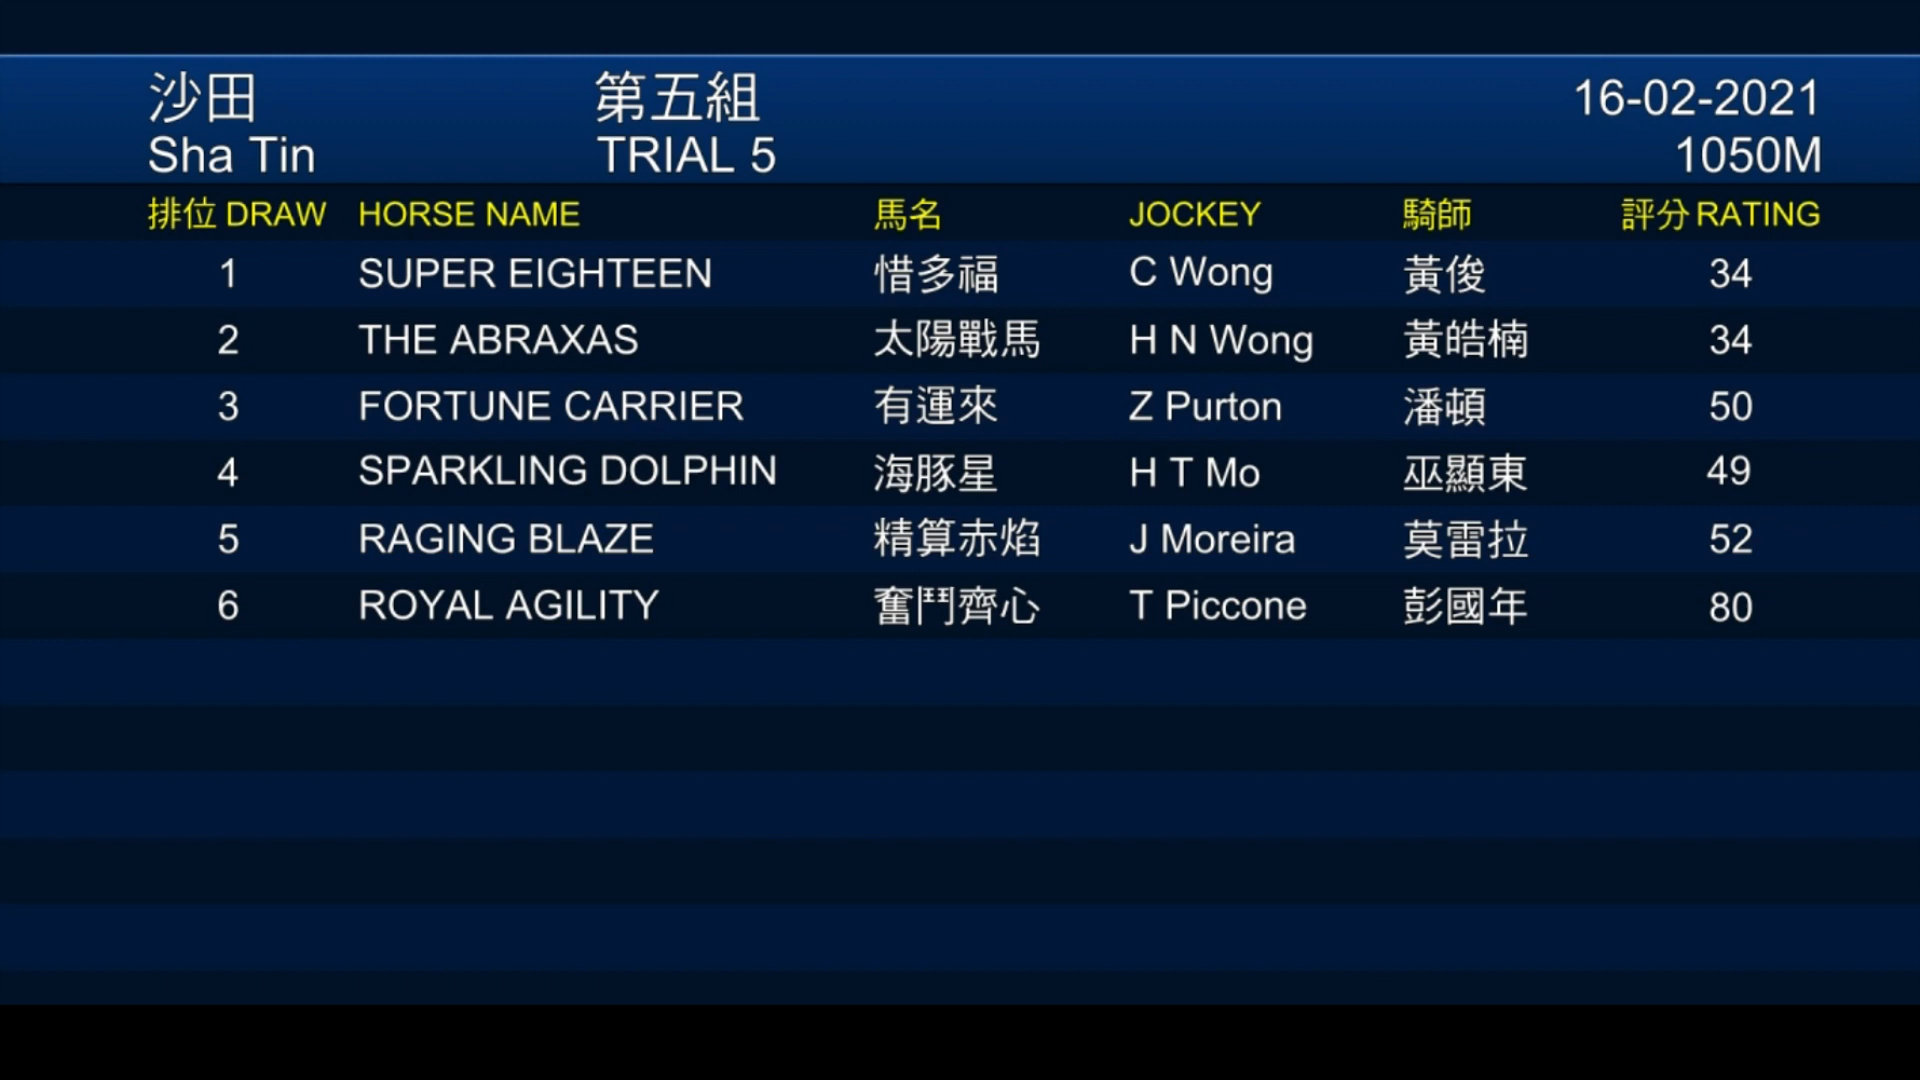 沙田 第五組 16-02-2021
Sha Tin TRIAL 5 1050M
排位 DRAW HORSE NAME 馬名 JOCKEY 騎師 評分 RATING
1 SUPER EIGHTEEN 惜多福 C Wong 黃俊 34
2 THE ABRAXAS 太陽戰馬 H N Wong 黃皓楠 34
3 FORTUNE CARRIER 有運來 Z Purton 潘頓 50
4 SPARKLING DOLPHIN 海豚星 H T Mo 巫顯東 49
5 RAGING BLAZE 精算赤焰 J Moreira 莫雷拉 52
6 ROYAL AGILITY 奮鬥齊心 T Piccone 彭國年 80